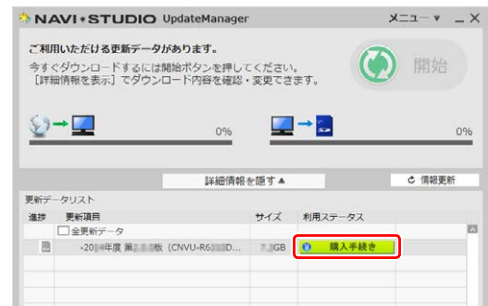 NAVI*STUDIO UpdateManager
メニュー ▼ _ ×
ご利用いただける更新データがあります。
今すぐダウンロードするには開始ボタンを押してください。
[詳細情報を表示] でダウンロード内容を確認・変更できます。
開始
0%
0%
詳細情報を隠す▲
情報更新
更新データリスト
進捗 更新項目 サイズ 利用ステータス
全更新データ
年度 第 版 (CNVU-R6 D... GB 購入手続き